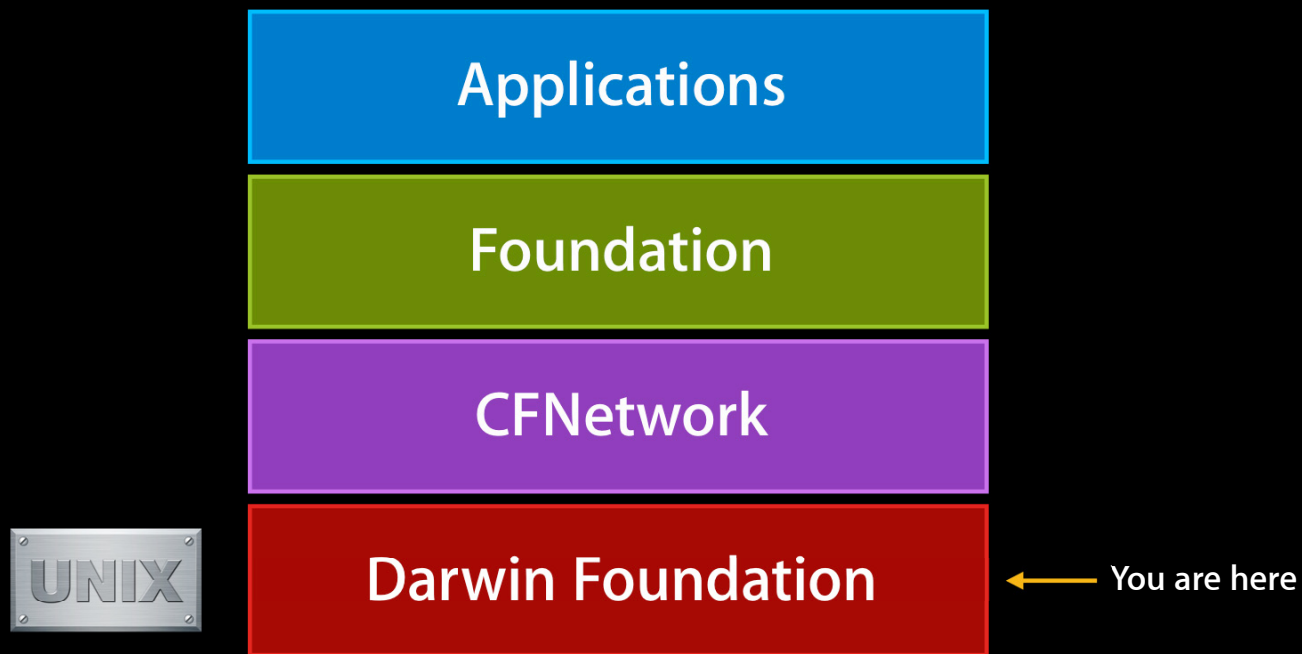 Applications
Foundation
CFNetwork
UNIX
Darwin Foundation
You are here